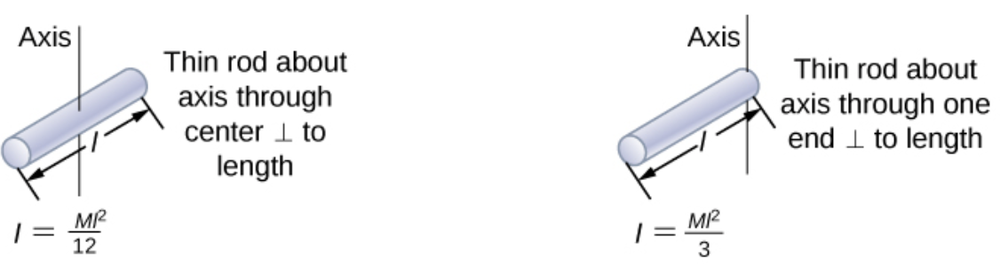 Axis
Thin rod about
axis through
center ⊥ to
length
l
I = Ml²/12
Axis
Thin rod about
axis through one
end ⊥ to length
l
I = Ml²/3